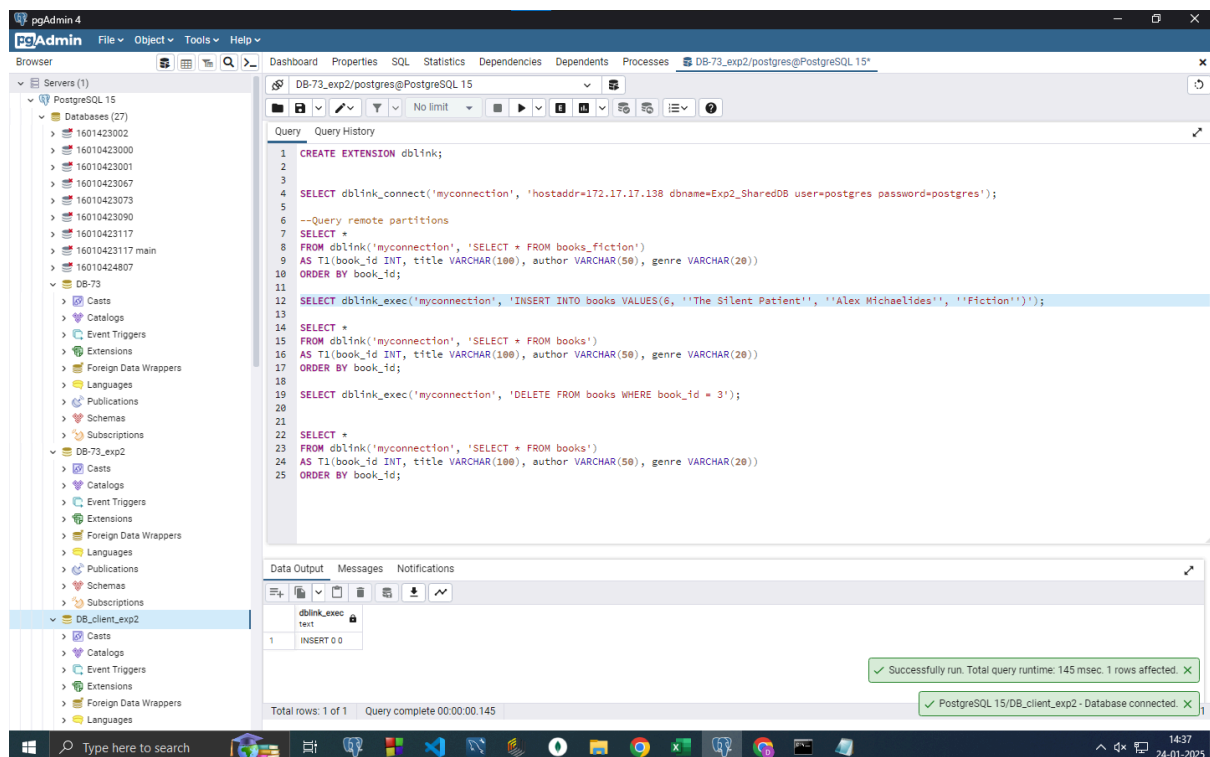 pgAdmin 4
pgAdmin File Object Tools Help
Browser
Dashboard Properties SQL Statistics Dependencies Dependents Processes DB-73_exp2/postgres@PostgreSQL 15*
Servers (1)
PostgreSQL 15
Databases (27)
1601423002
16010423000
16010423001
16010423067
16010423073
16010423090
16010423117
16010423117 main
16010424807
DB-73
Casts
Catalogs
Event Triggers
Extensions
Foreign Data Wrappers
Languages
Publications
Schemas
Subscriptions
DB-73_exp2
Casts
Catalogs
Event Triggers
Extensions
Foreign Data Wrappers
Languages
Publications
Schemas
Subscriptions
DB_client_exp2
Casts
Catalogs
Event Triggers
Extensions
Foreign Data Wrappers
Languages
DB-73_exp2/postgres@PostgreSQL 15
No limit
Query Query History
1 CREATE EXTENSION dblink;
2
3
4 SELECT dblink_connect('myconnection', 'hostaddr=172.17.17.138 dbname=Exp2_SharedDB user=postgres password=postgres');
5
6 --Query remote partitions
7 SELECT *
8 FROM dblink('myconnection', 'SELECT * FROM books_fiction')
9 AS T1(book_id INT, title VARCHAR(100), author VARCHAR(50), genre VARCHAR(20))
10 ORDER BY book_id;
11
12 SELECT dblink_exec('myconnection', 'INSERT INTO books VALUES(6, ''The Silent Patient'', ''Alex Michaelides'', ''Fiction'')');
13
14 SELECT *
15 FROM dblink('myconnection', 'SELECT * FROM books')
16 AS T1(book_id INT, title VARCHAR(100), author VARCHAR(50), genre VARCHAR(20))
17 ORDER BY book_id;
18
19 SELECT dblink_exec('myconnection', 'DELETE FROM books WHERE book_id = 3');
20
21
22 SELECT *
23 FROM dblink('myconnection', 'SELECT * FROM books')
24 AS T1(book_id INT, title VARCHAR(100), author VARCHAR(50), genre VARCHAR(20))
25 ORDER BY book_id;
Data Output Messages Notifications
dblink_exec
text
1 INSERT 0 0
Successfully run. Total query runtime: 145 msec. 1 rows affected.
PostgreSQL 15/DB_client_exp2 - Database connected.
Total rows: 1 of 1 Query complete 00:00:00.145
Type here to search
14:37
24-01-2025